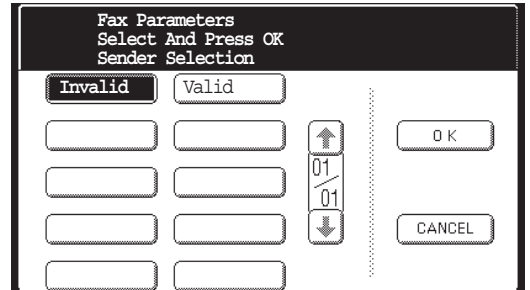 Fax Parameters
Select And Press OK
Sender Selection
Invalid Valid
OK
01
01
CANCEL